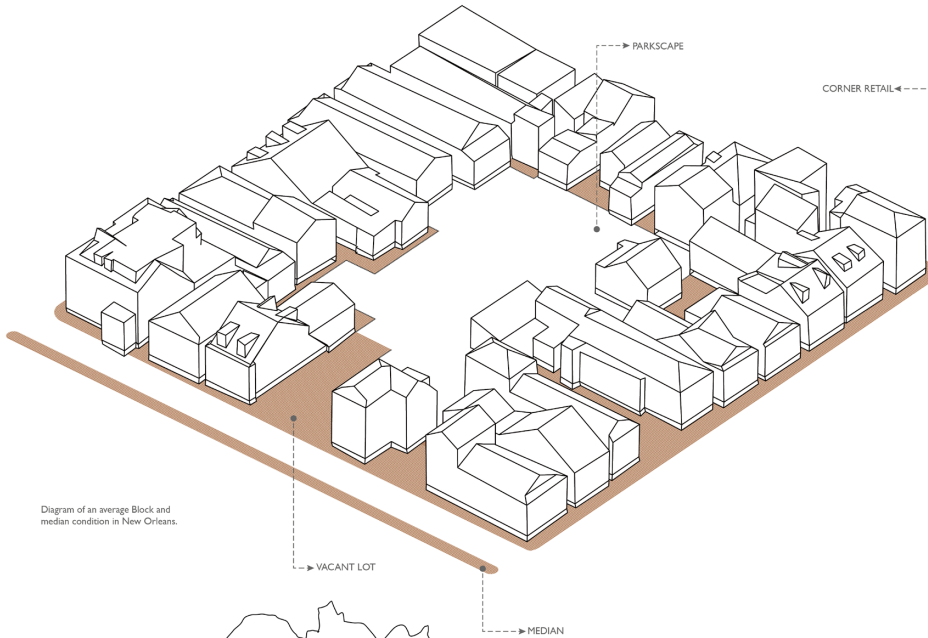 PARKSCAPE
CORNER RETAIL
Diagram of an average Block and
median condition in New Orleans.
VACANT LOT
MEDIAN